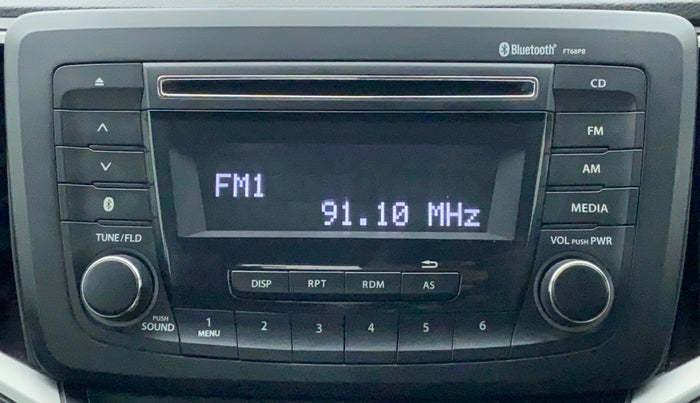 Bluetooth® FT68PB
CD
FM
AM
MEDIA
FM1
91.10 MHz
TUNE/FLD
VOL PUSH PWR
DISP RPT RDM AS
PUSH
SOUND
1 2 3 4 5 6
MENU